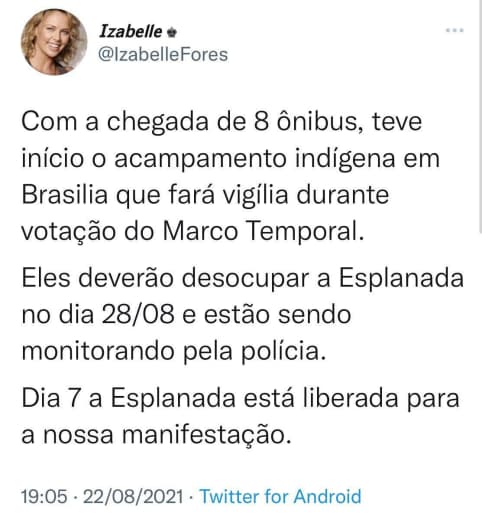 Izabelle
@IzabelleFores
Com a chegada de 8 ônibus, teve
início o acampamento indígena em
Brasilia que fará vigília durante
votação do Marco Temporal.
Eles deverão desocupar a Esplanada
no dia 28/08 e estão sendo
monitorando pela polícia.
Dia 7 a Esplanada está liberada para
a nossa manifestação.
19:05 · 22/08/2021 · Twitter for Android